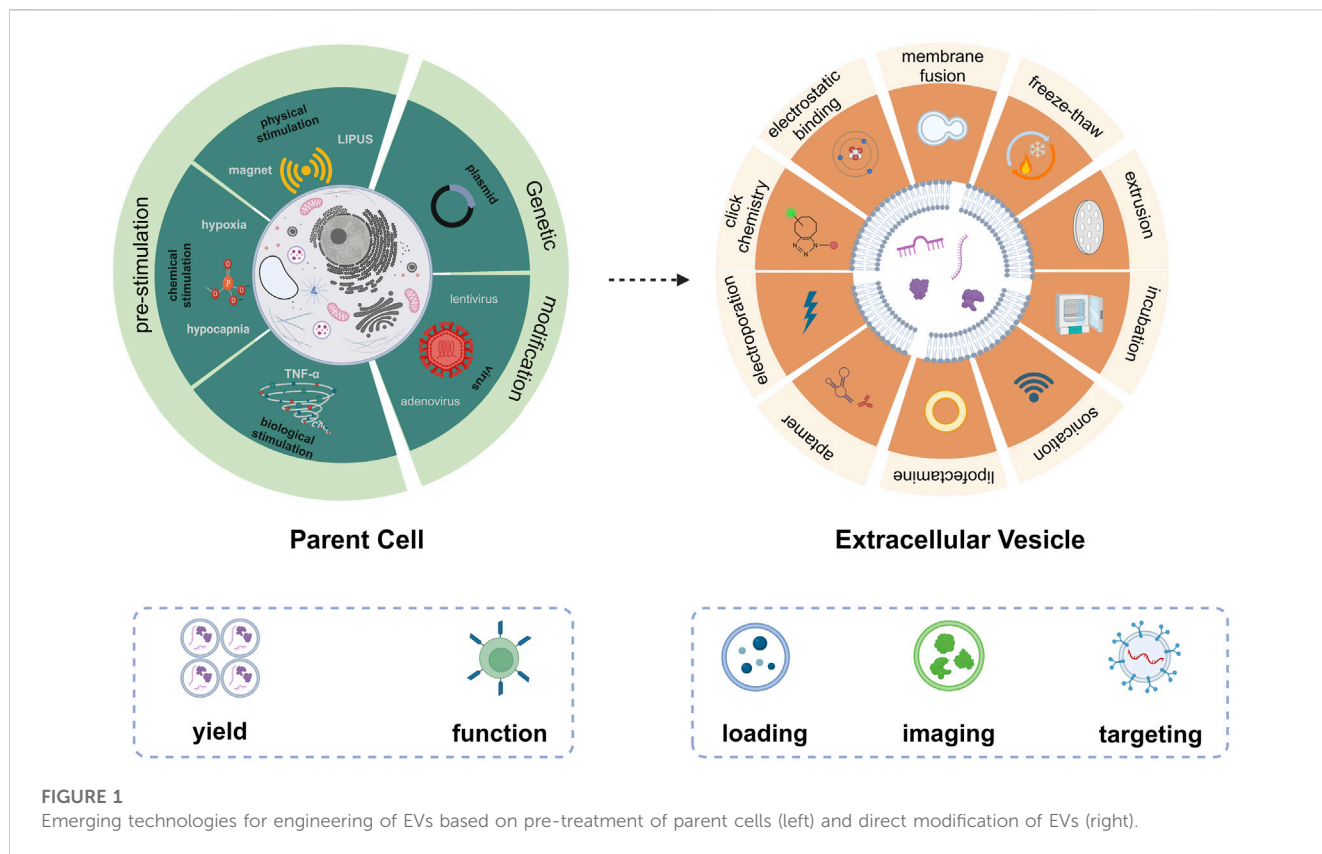 physical
stimulation
LIPUS
magnet
hypoxia
chemical
stimulation
hypocapnia
P
O
O
O
O
pre-stimulation
TNF-α
biological
stimulation
plasmid
Genetic
modification
lentivirus
virus
adenovirus
membrane
fusion
freeze-thaw
extrusion
incubation
sonication
lipofectamine
aptamer
electroporation
click
chemistry
N
N
N
electrostatic
binding
Parent Cell
Extracellular Vesicle
yield
function
loading
imaging
targeting
FIGURE 1
Emerging technologies for engineering of EVs based on pre-treatment of parent cells (left) and direct modification of EVs (right).